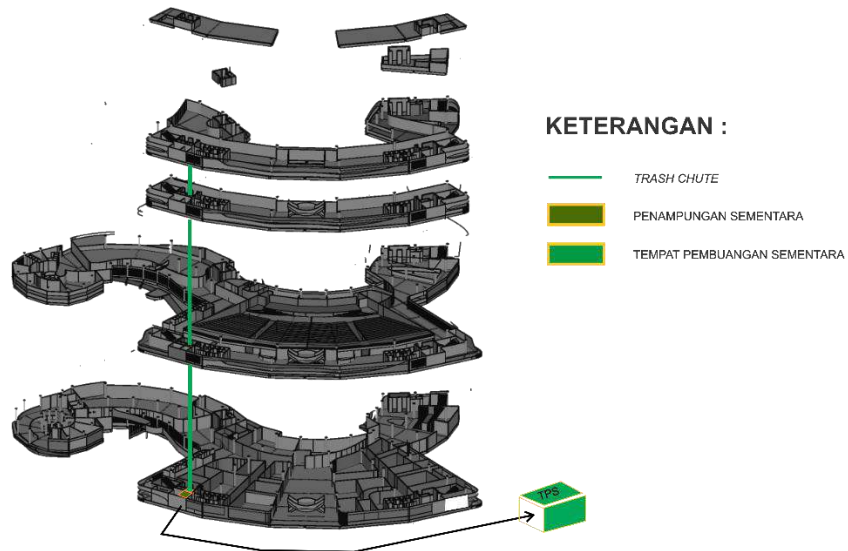 KETERANGAN :
TRASH CHUTE
PENAMPUNGAN SEMENTARA
TEMPAT PEMBUANGAN SEMENTARA
TPS